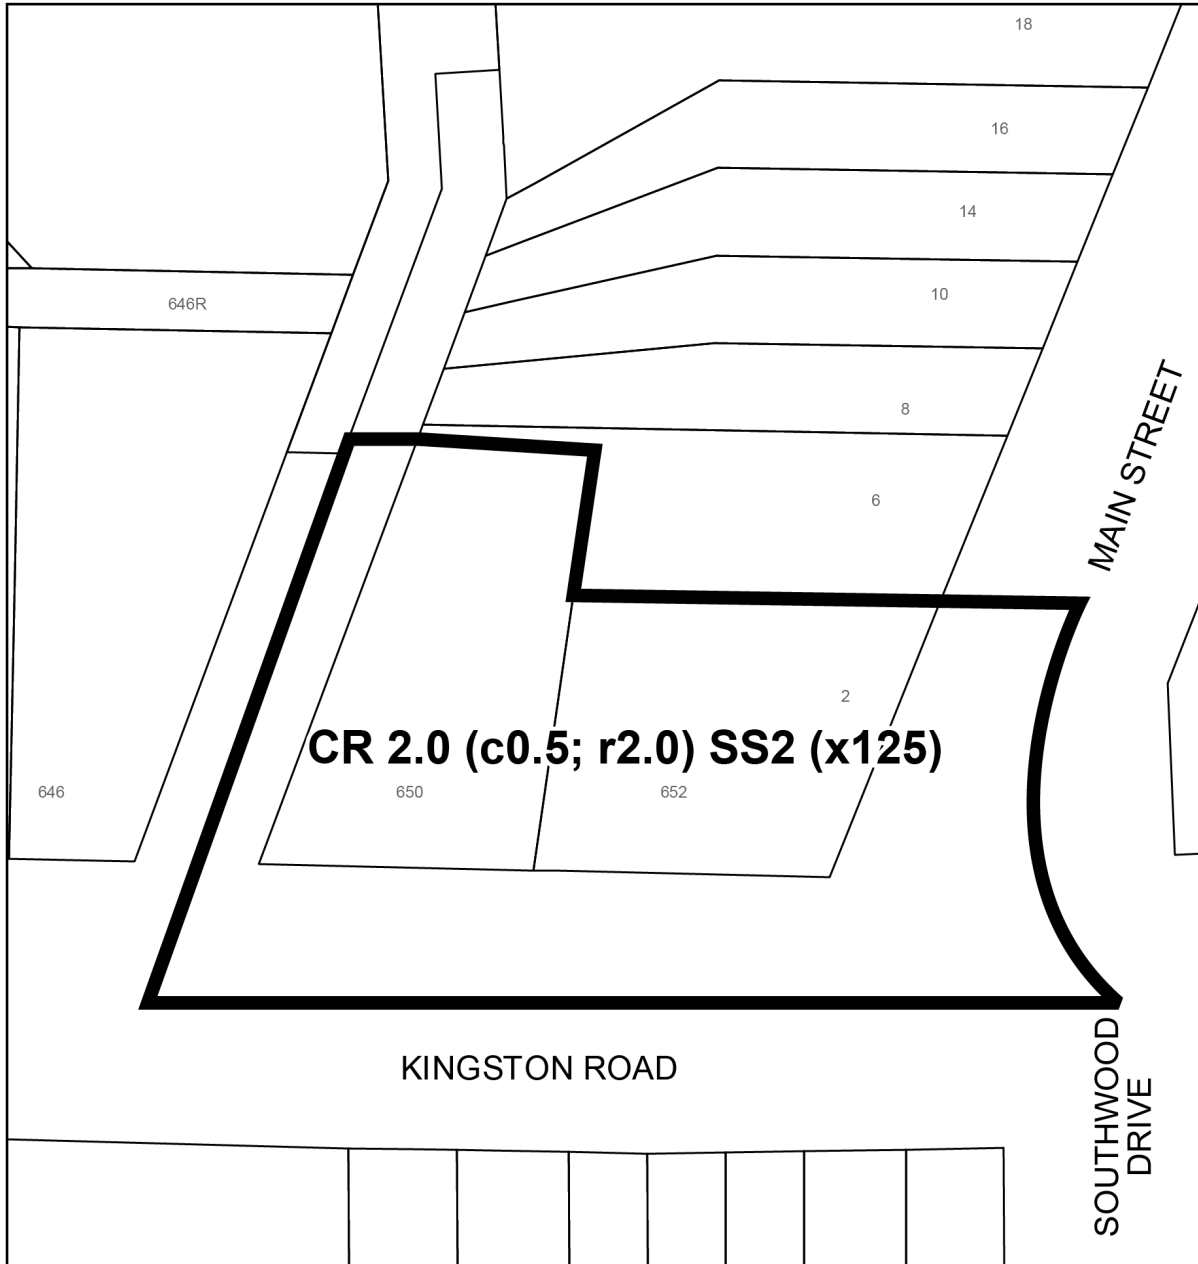 18
16
14
10
646R
8
MAIN STREET
6
2
CR 2.0 (c0.5; r2.0) SS2 (x125)
646
650
652
KINGSTON ROAD
SOUTHWOOD
DRIVE